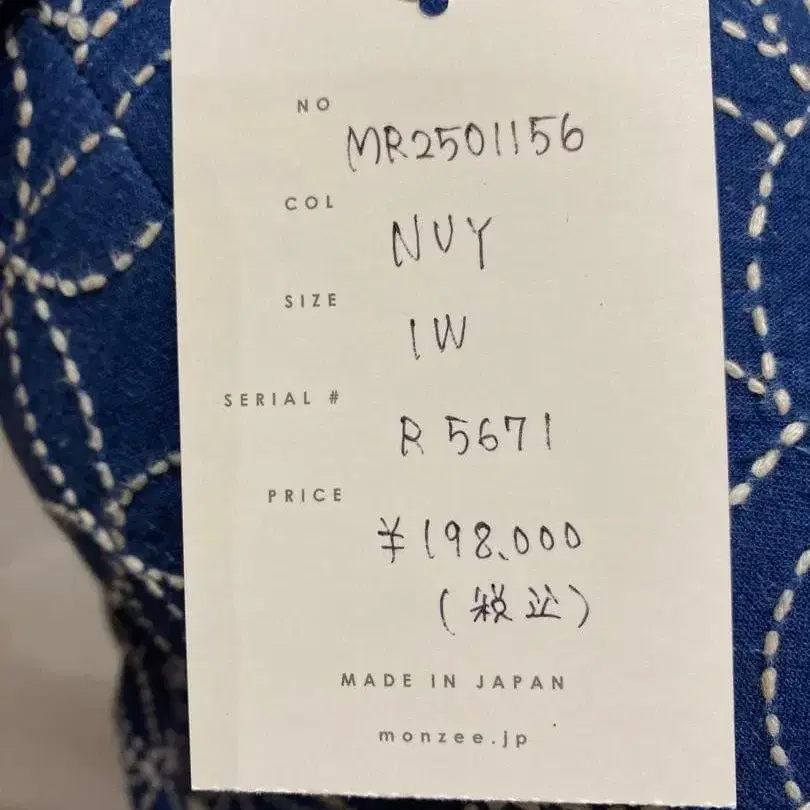 NO
MR2501156
COL
NVY
SIZE
1W
SERIAL #
R 5671
PRICE
¥198,000
(税込)
MADE IN JAPAN
monzee.jp